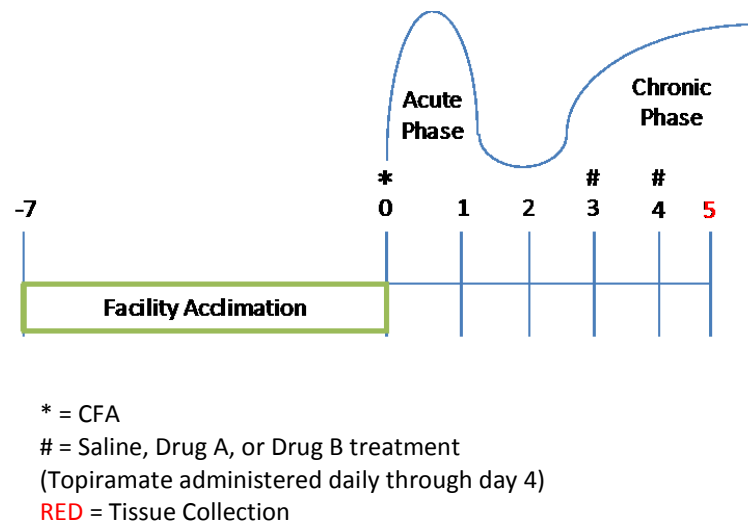 Acute
Phase
Chronic
Phase
* # #
-7 0 1 2 3 4 5
Facility Acclimation
* = CFA
# = Saline, Drug A, or Drug B treatment
(Topiramate administered daily through day 4)
RED = Tissue Collection